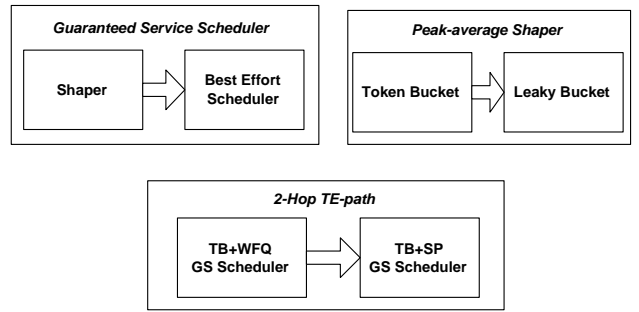 Guaranteed Service Scheduler
Shaper
Best Effort
Scheduler
Peak-average Shaper
Token Bucket
Leaky Bucket
2-Hop TE-path
TB+WFQ
GS Scheduler
TB+SP
GS Scheduler